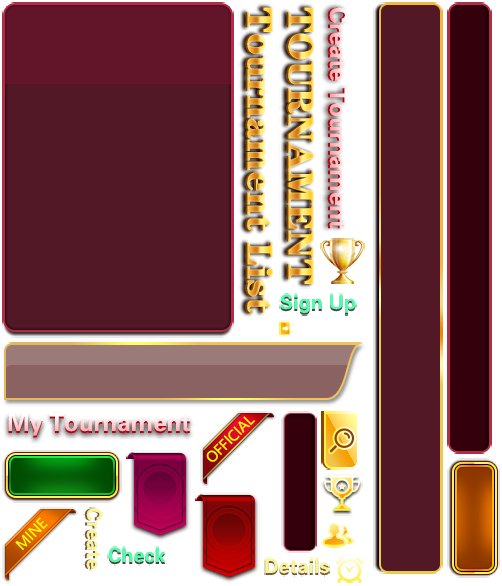 Tournament List
TOURNAMENT
Create Tournament
Sign Up
My Tournament
OFFICIAL
MINE
Create
Check
Details